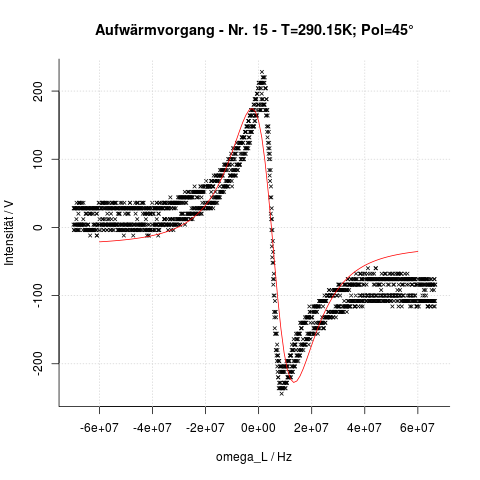 Aufwärmvorgang - Nr. 15 - T=290.15K; Pol=45°
Intensität / V
200
100
0
-100
-200
-6e+07 -4e+07 -2e+07 0e+00 2e+07 4e+07 6e+07
omega_L / Hz